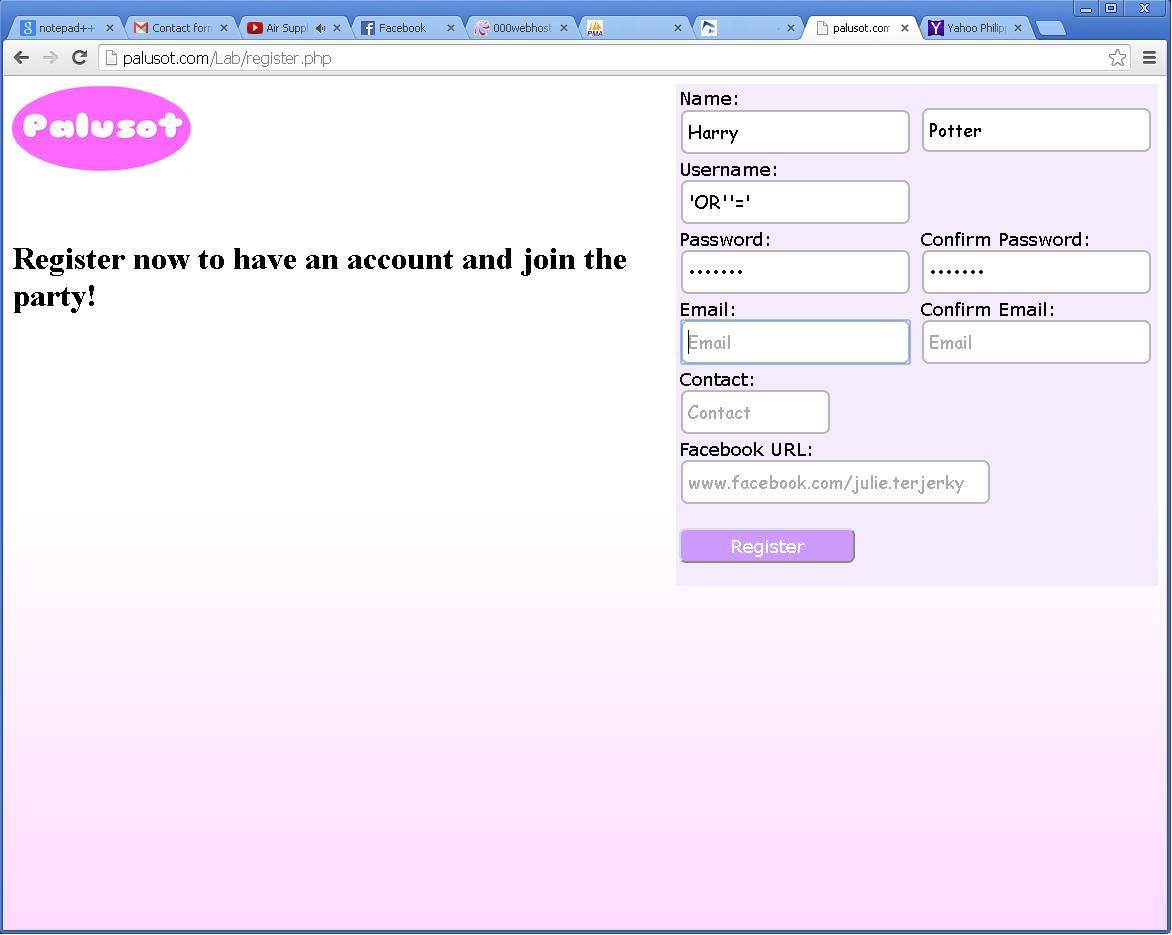 notepad++
Contact form
Air Suppl
Facebook
000webhost
PMA
palusot.com
Yahoo Philip
palusot.com/Lab/register.php
Palusot
Register now to have an account and join the
party!
Name:
Harry
Potter
Username:
'OR''='
Password:
Confirm Password:
•••••••
•••••••
Email:
Confirm Email:
Email
Email
Contact:
Contact
Facebook URL:
www.facebook.com/julie.terjerky
Register